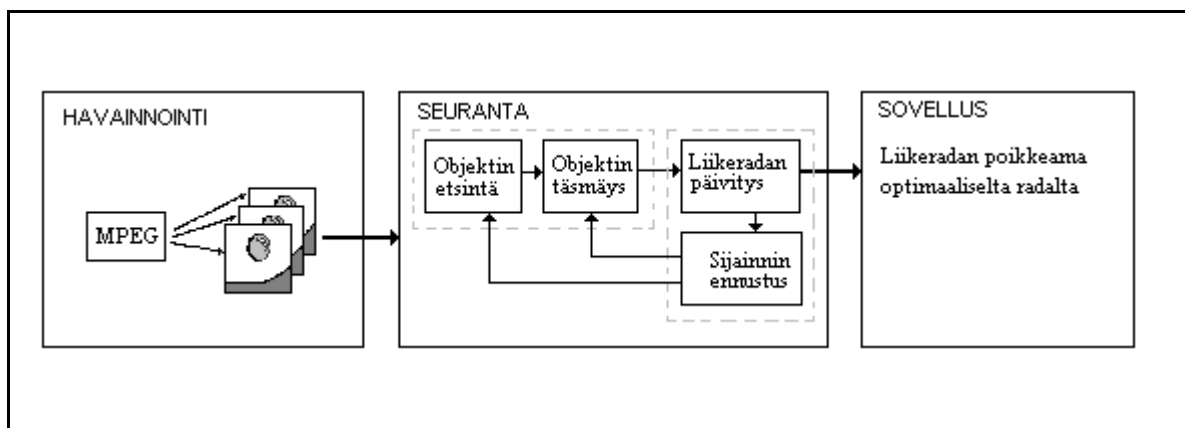 HAVAINNOINTI
MPEG
SEURANTA
Objektin
etsintä
Objektin
täsmäys
Liikeradan
päivitys
Sijainnin
ennustus
SOVELLUS
Liikeradan poikkeama
optimaaliselta radalta